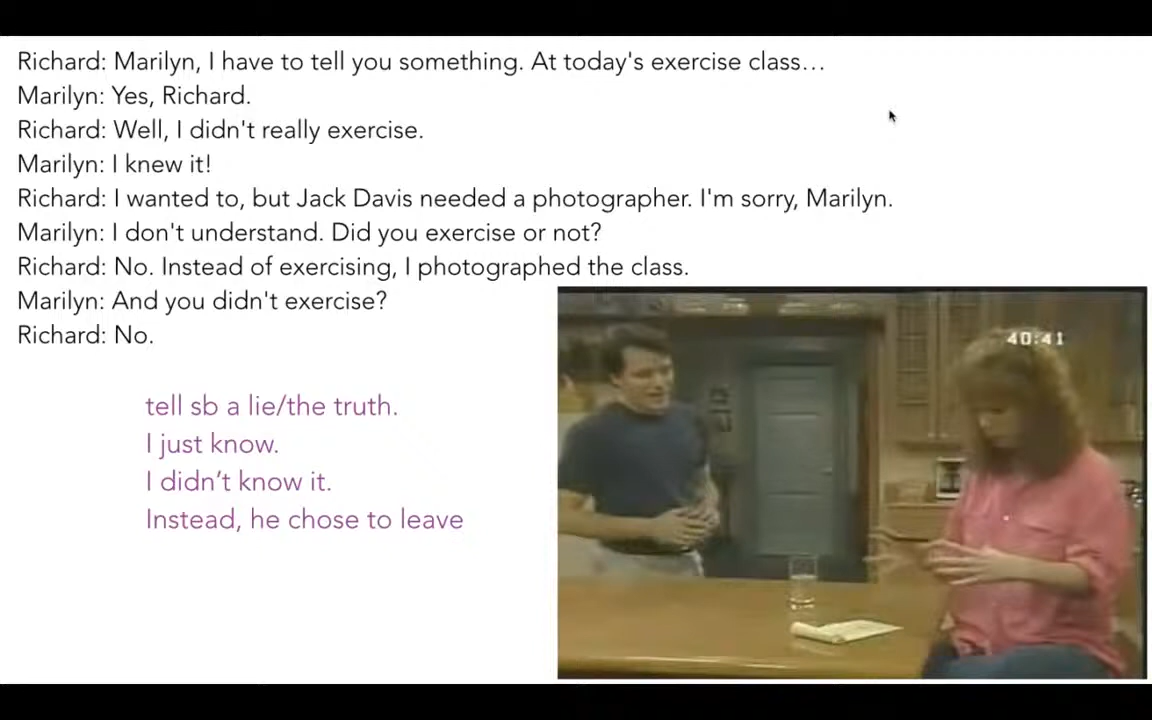 Richard: Marilyn, I have to tell you something. At today's exercise class…
Marilyn: Yes, Richard.
Richard: Well, I didn't really exercise.
Marilyn: I knew it!
Richard: I wanted to, but Jack Davis needed a photographer. I'm sorry, Marilyn.
Marilyn: I don't understand. Did you exercise or not?
Richard: No. Instead of exercising, I photographed the class.
Marilyn: And you didn't exercise?
Richard: No.
40:41
tell sb a lie/the truth.
I just know.
I didn’t know it.
Instead, he chose to leave